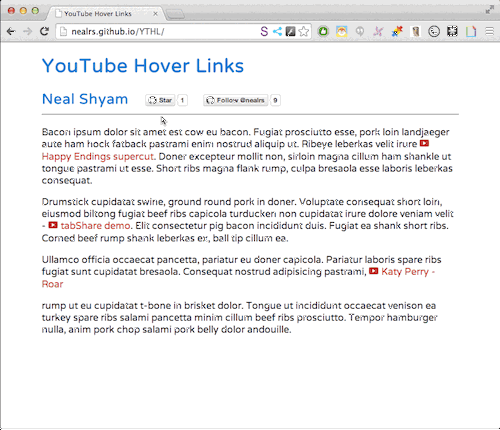 YouTube Hover Links
nealrs.github.io/YTHL/
YouTube Hover Links
Neal Shyam Star 1 Follow @nealrs 9
Bacon ipsum dolor sit amet est cow eu bacon. Fugiat prosciutto esse, pork loin landjaeger
aute ham hock fatback pastrami enim nostrud aliquip ut. Ribeye leberkas velit irure
Happy Endings supercut. Doner excepteur mollit non, sirloin magna cillum ham shankle ut
tongue pastrami ut esse. Short ribs magna flank rump, culpa bresaola esse laboris leberkas
consequat.
Drumstick cupidatat swine, ground round pork in doner. Voluptate consequat short loin,
eiusmod biltong fugiat beef ribs capicola turducken non cupidatat irure dolore veniam velit
- tabShare demo. Elit consectetur pig bacon incididunt duis. Fugiat ea shank short ribs.
Corned beef rump shank leberkas ex, ball tip cillum ea.
Ullamco officia occaecat pancetta, pariatur eu doner capicola. Pariatur laboris spare ribs
fugiat sunt cupidatat bresaola. Consequat nostrud adipisicing pastrami, Katy Perry -
Roar
rump ut eu cupidatat t-bone in brisket dolor. Tongue ut incididunt occaecat venison ea
turkey spare ribs salami pancetta minim cillum beef ribs prosciutto. Tempor hamburger
nulla, anim pork chop salami pork belly dolor andouille.